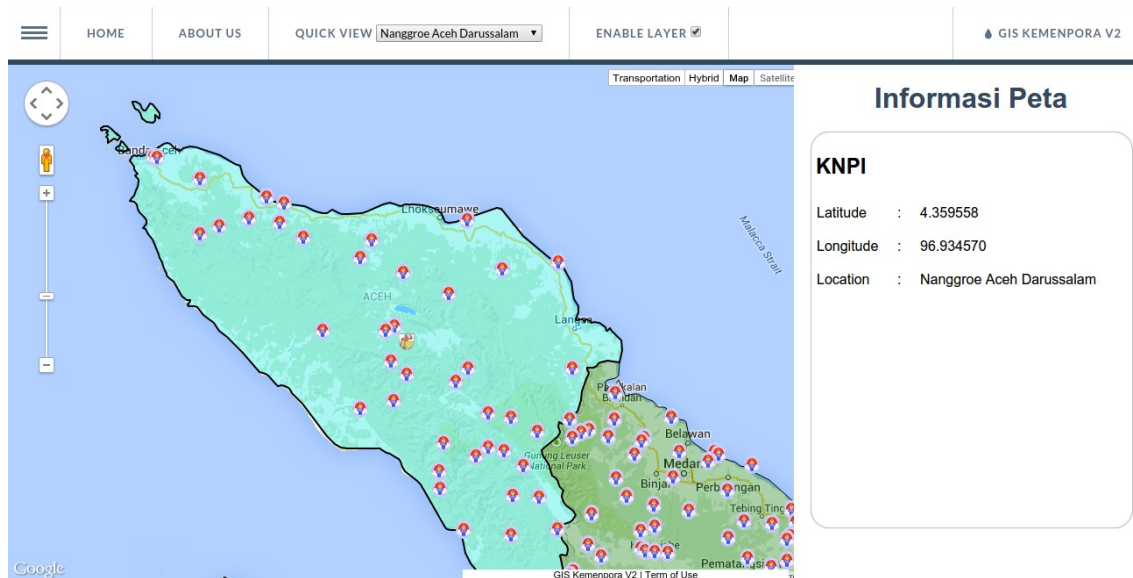 HOME ABOUT US QUICK VIEW Nanggroe Aceh Darussalam ENABLE LAYER GIS KEMENPORA V2
Transportation Hybrid Map Satellite
Informasi Peta
KNPI
Latitude : 4.359558
Longitude : 96.934570
Location : Nanggroe Aceh Darussalam
Lhokseumawe
Malacca Strait
ACEH
Langsa
Belawan
Gunung Leuser
National Park
Medan
Binjai
Tebing Ting
Google
GIS Kemenpora V2 | Term of Use